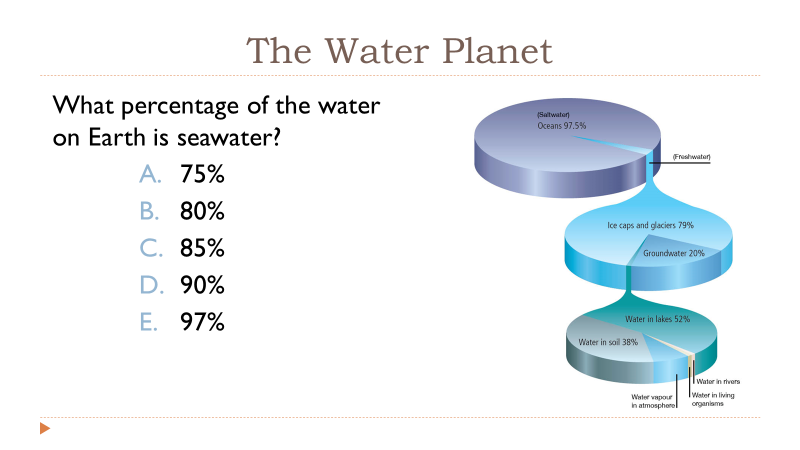 The Water Planet
What percentage of the water
on Earth is seawater?
A. 75%
B. 80%
C. 85%
D. 90%
E. 97%
(Saltwater)
Oceans 97.5%
(Freshwater)
Ice caps and glaciers 79%
Groundwater 20%
Water in lakes 52%
Water in soil 38%
Water in rivers
Water vapour
in atmosphere
Water in living
organisms